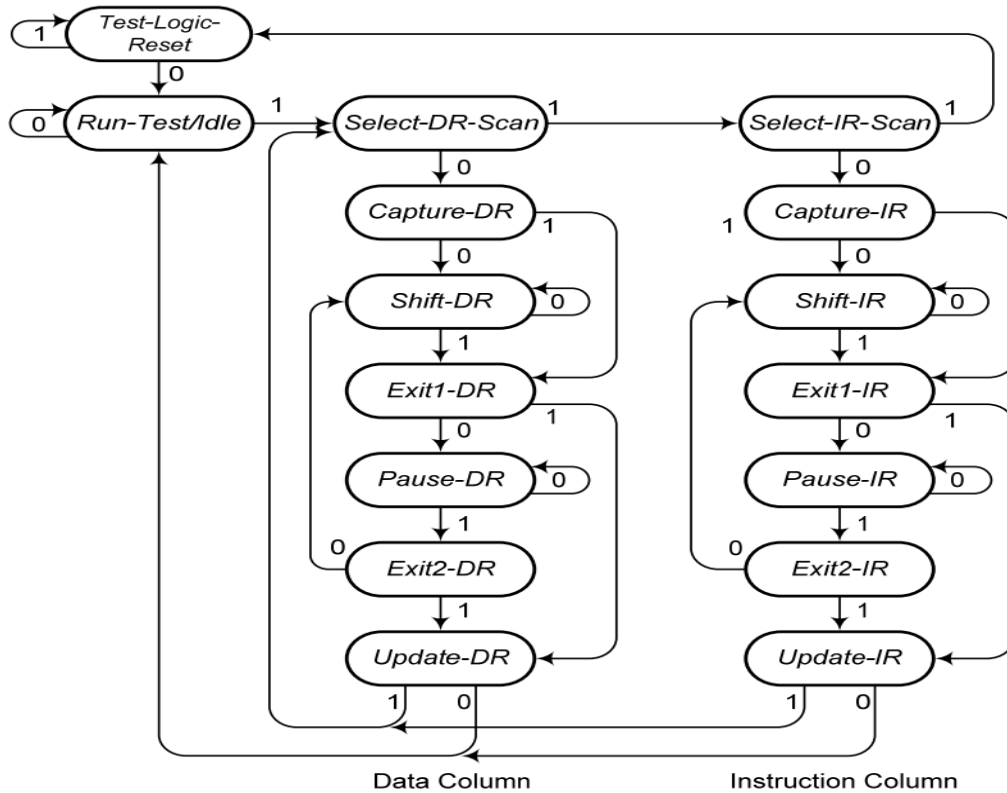 Test-Logic-
Reset
1
0
Run-Test/Idle
0
1
Select-DR-Scan
1
Select-IR-Scan
1
0
0
Capture-DR
1
1
Capture-IR
0
0
Shift-DR
0
Shift-IR
0
1
1
Exit1-DR
1
Exit1-IR
1
0
0
Pause-DR
0
Pause-IR
0
1
1
0
Exit2-DR
0
Exit2-IR
1
1
Update-DR
Update-IR
1
0
1
0
Data Column
Instruction Column